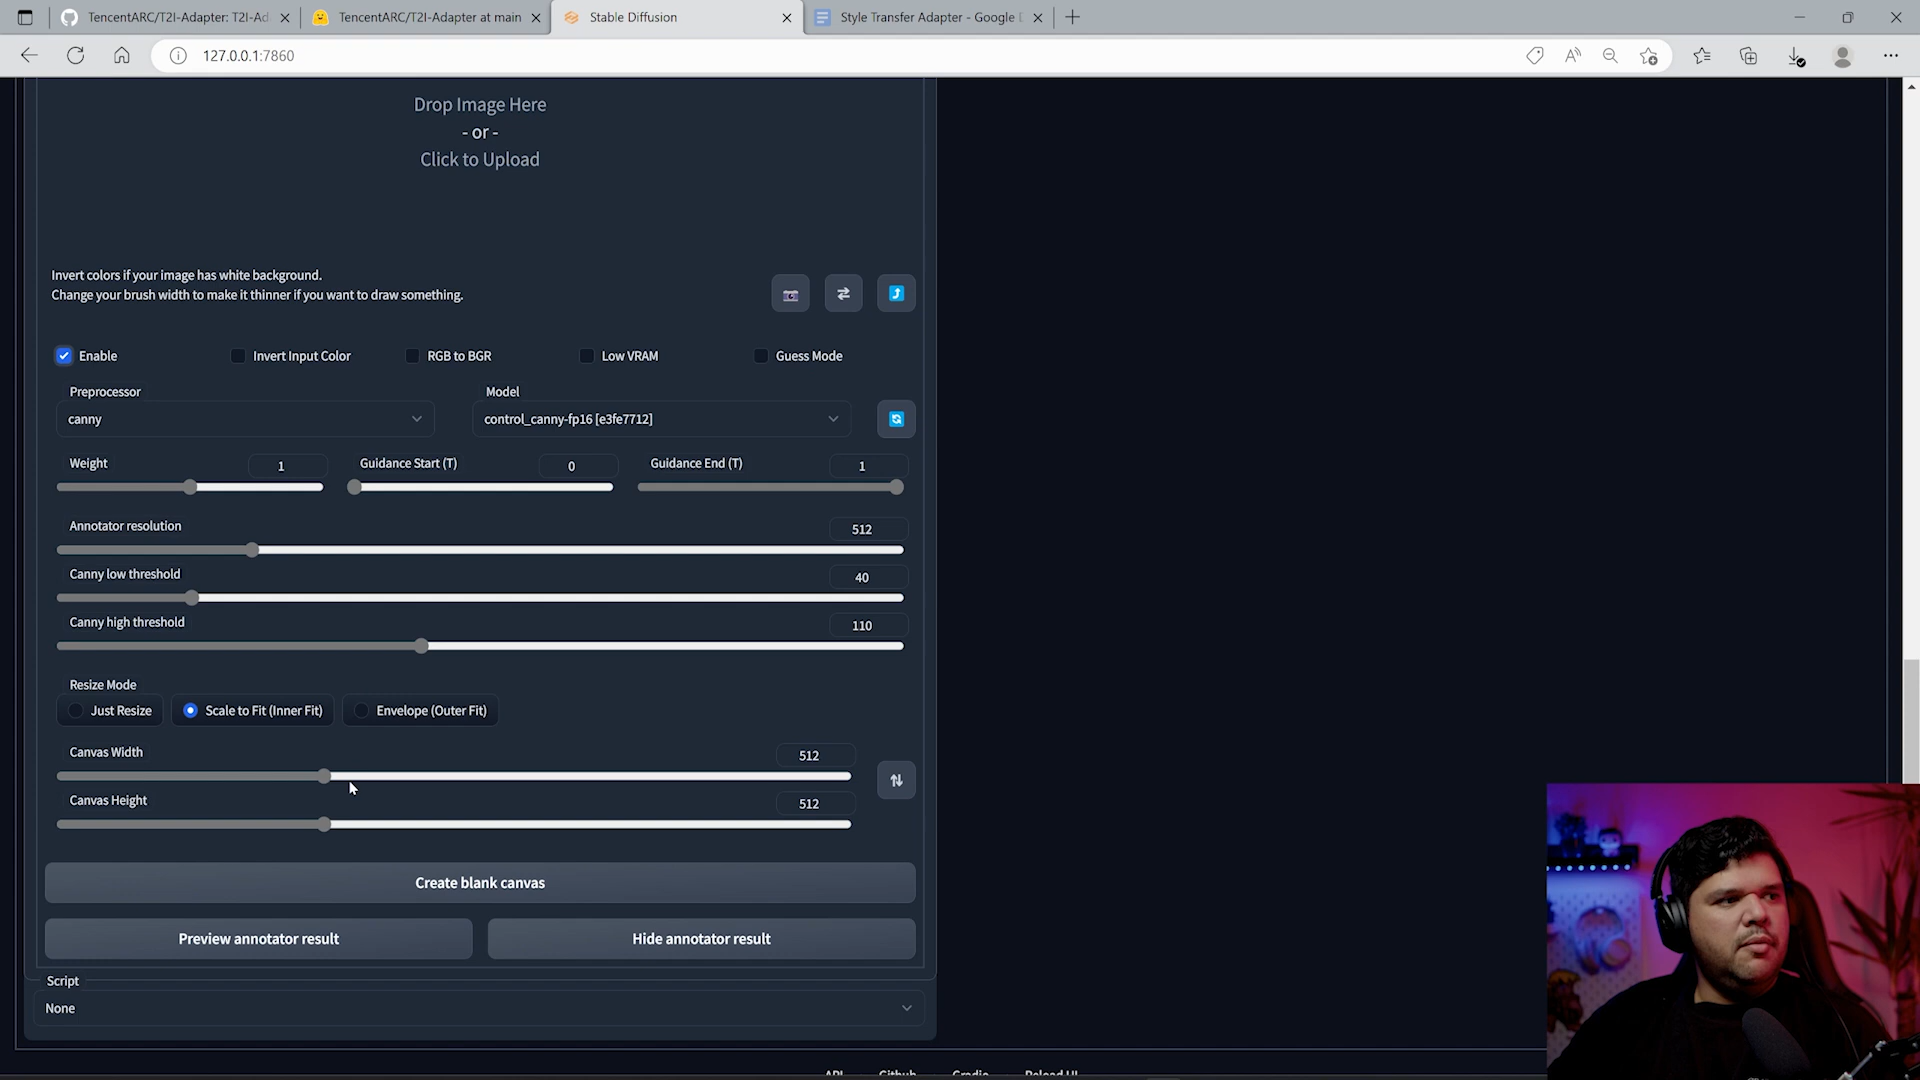 TencentARC/T2I-Adapter: T2I-Ad
TencentARC/T2I-Adapter at main
Stable Diffusion
Style Transfer Adapter - Google
127.0.0.1:7860
Drop Image Here
- or -
Click to Upload
Invert colors if your image has white background.
Change your brush width to make it thinner if you want to draw something.
Enable
Invert Input Color
RGB to BGR
Low VRAM
Guess Mode
Preprocessor
Model
canny
control_canny-fp16 [e3fe7712]
Weight
1
Guidance Start (T)
0
Guidance End (T)
1
Annotator resolution
512
Canny low threshold
40
Canny high threshold
110
Resize Mode
Just Resize
Scale to Fit (Inner Fit)
Envelope (Outer Fit)
Canvas Width
512
Canvas Height
512
Create blank canvas
Preview annotator result
Hide annotator result
Script
None
API
Github
Gradio
Reload UI